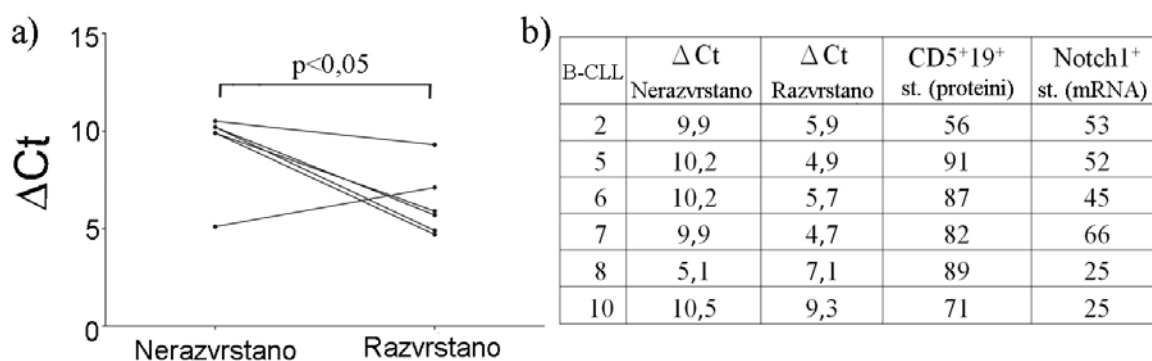 a)
15
10
5
0
ΔCt
p<0,05
Nerazvrstano Razvrstano
b)
B-CLL Δ Ct Δ Ct CD5⁺19⁺ Notch1⁺
Nerazvrstano Razvrstano st. (proteini) st. (mRNA)
2 9,9 5,9 56 53
5 10,2 4,9 91 52
6 10,2 5,7 87 45
7 9,9 4,7 82 66
8 5,1 7,1 89 25
10 10,5 9,3 71 25